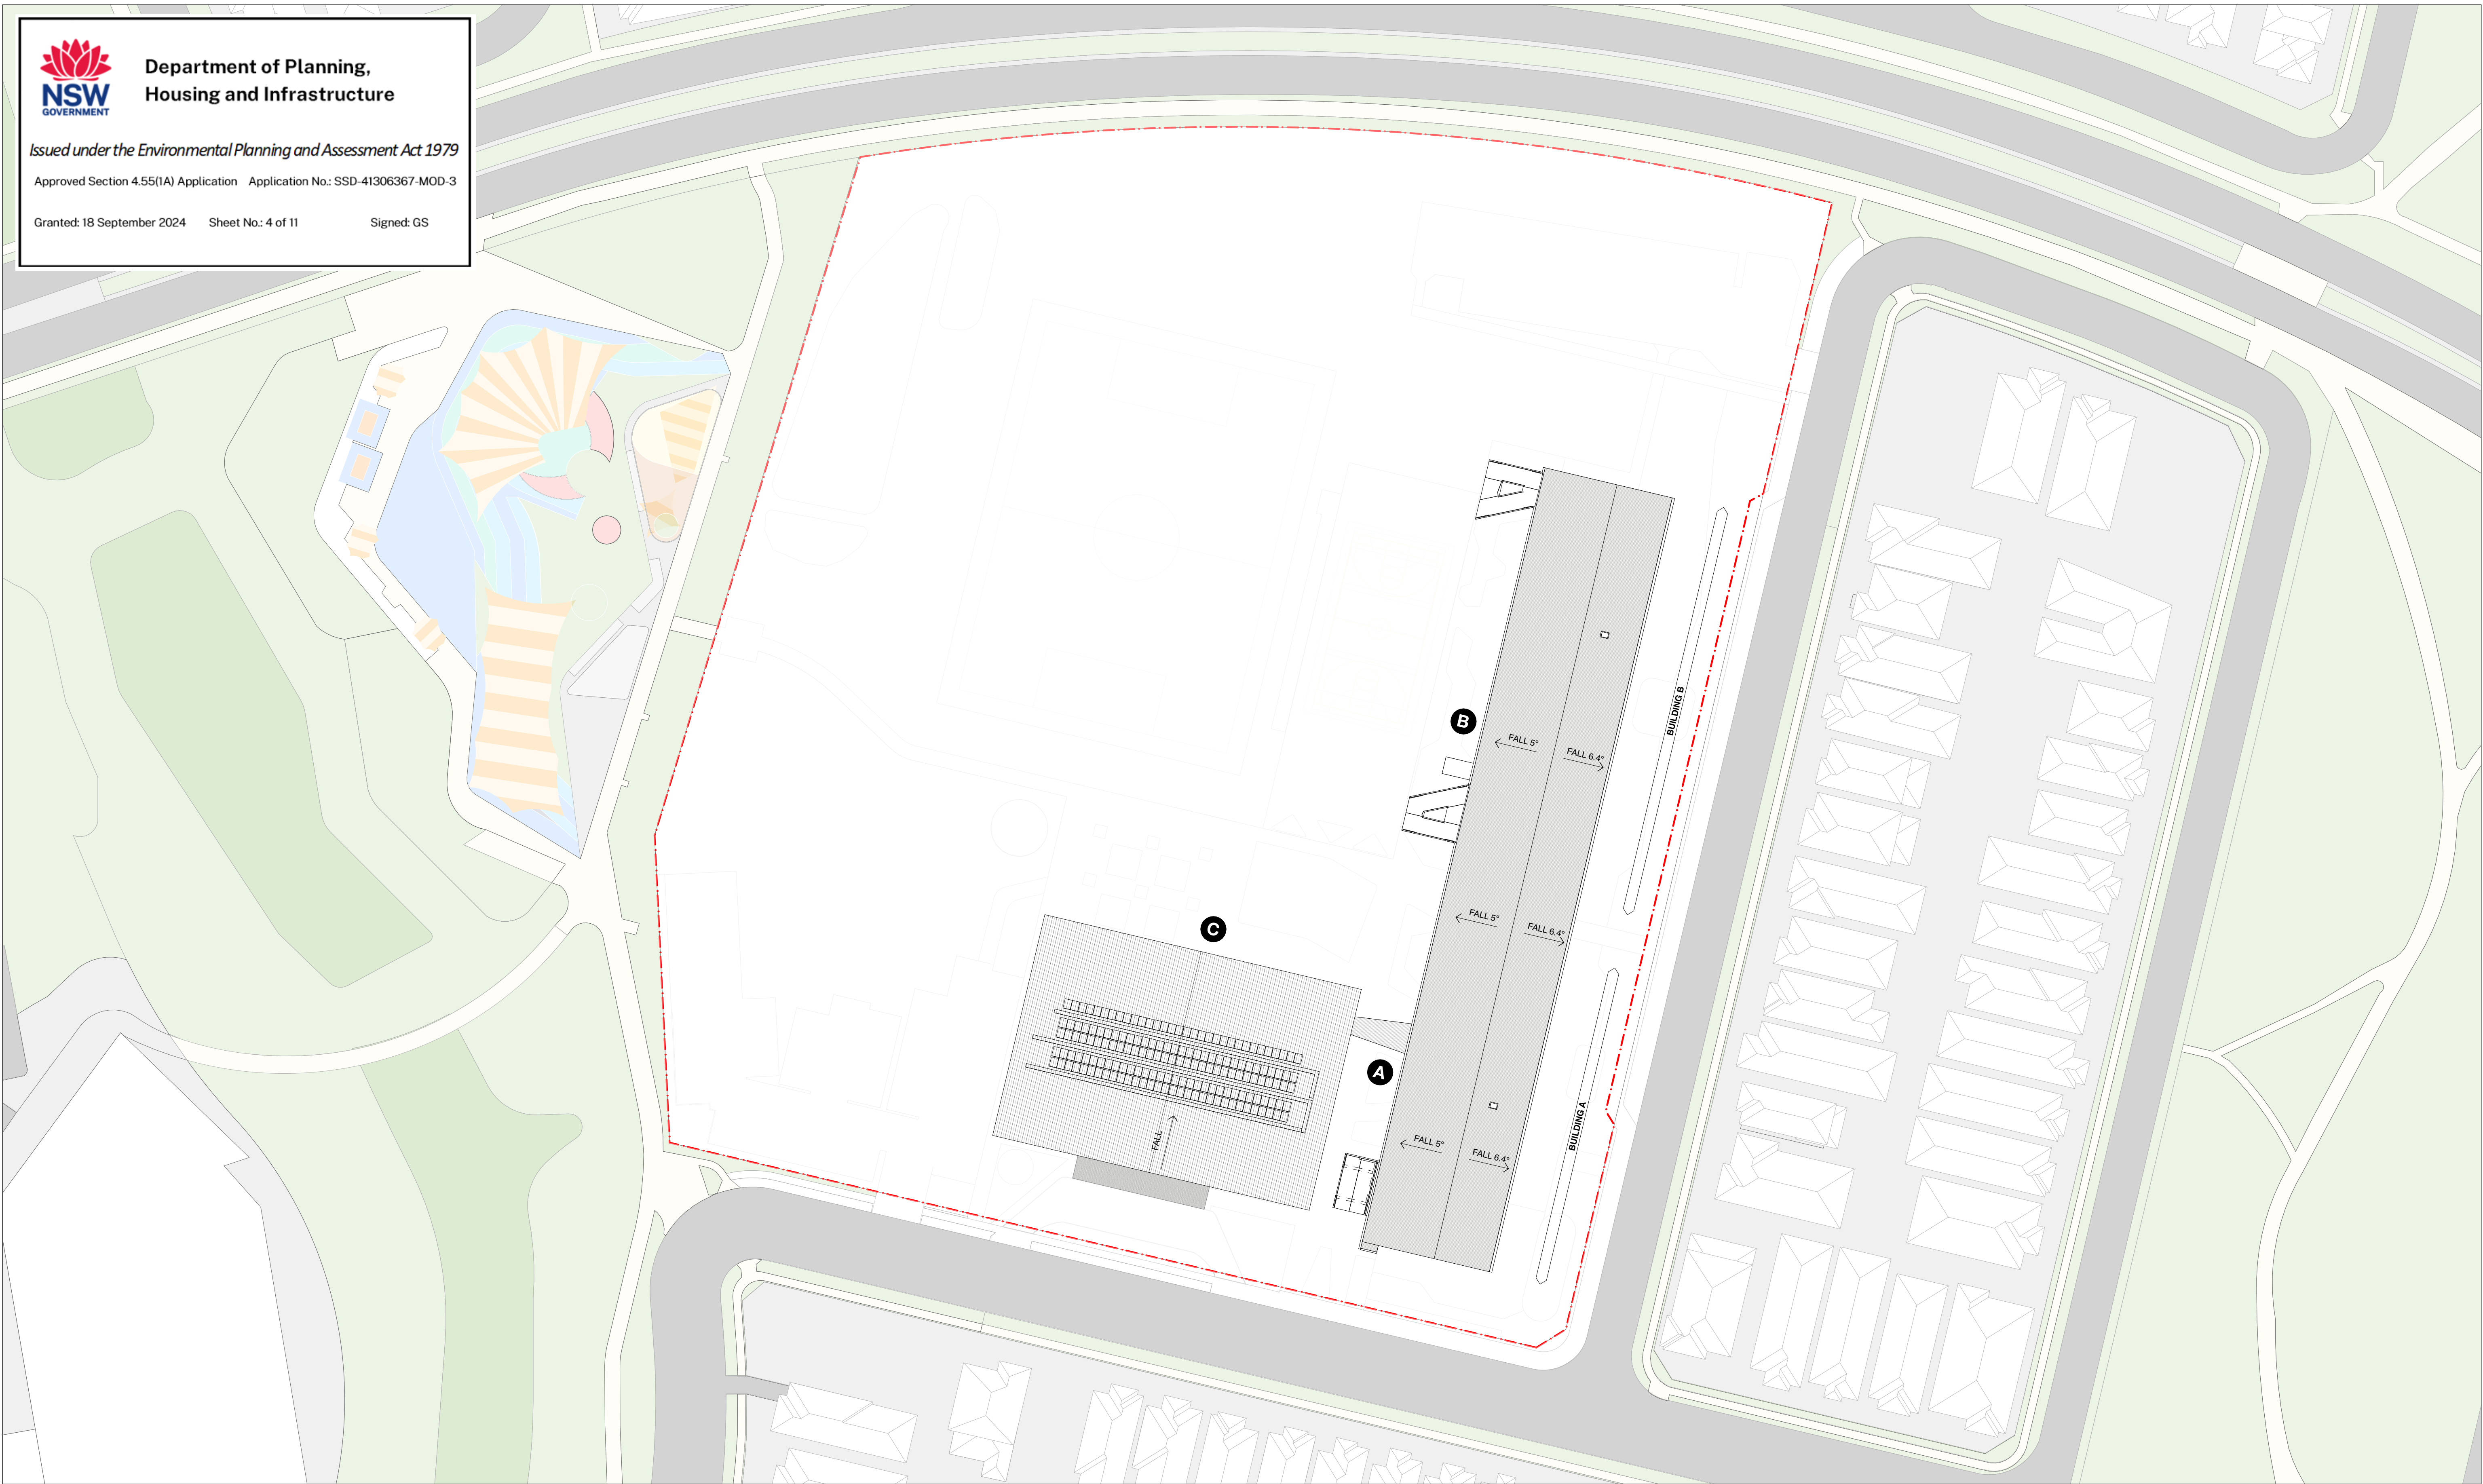 Department of Planning,
Housing and Infrastructure
NSW
GOVERNMENT
Issued under the Environmental Planning and Assessment Act 1979
Approved Section 4.55(1A) Application Application No.: SSD-41306367-MOD-3
Granted: 18 September 2024 Sheet No.: 4 of 11 Signed: GS
B
BUILDING B
FALL 5°
FALL 6.4°
C
FALL 5°
FALL 6.4°
A
BUILDING A
FALL
FALL 5°
FALL 6.4°